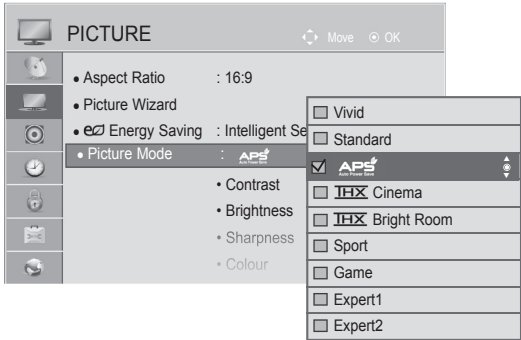 PICTURE
Move
OK
• Aspect Ratio : 16:9
• Picture Wizard
• Energy Saving : Intelligent Se
• Picture Mode : APS
Auto Power Save
• Contrast
• Brightness
• Sharpness
• Colour
Vivid
Standard
APS
Auto Power Save
THX Cinema
THX Bright Room
Sport
Game
Expert1
Expert2